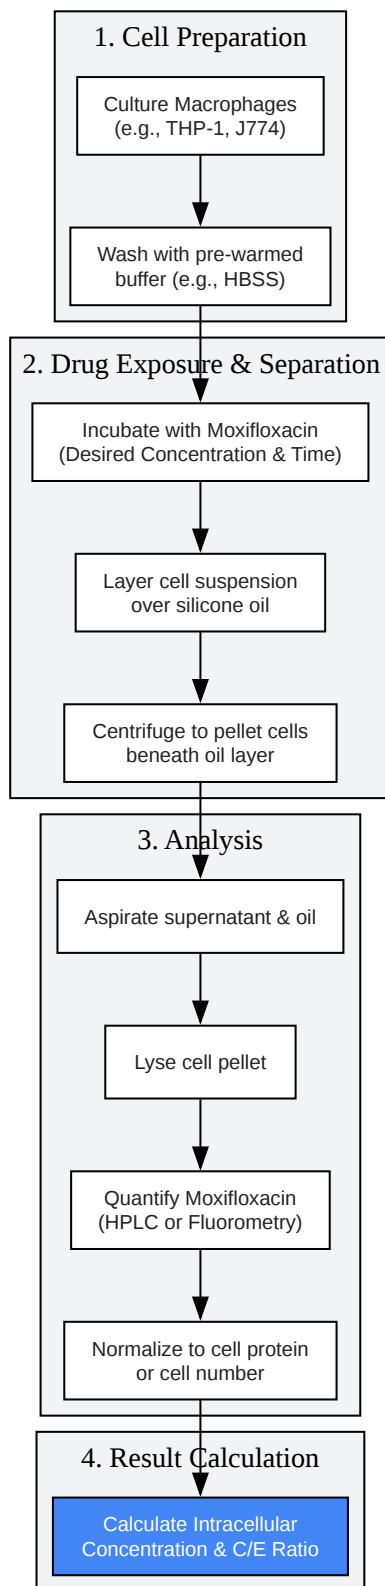 1. Cell Preparation
Culture Macrophages
(e.g., THP-1, J774)
Wash with pre-warmed
buffer (e.g., HBSS)
2. Drug Exposure & Separation
Incubate with Moxifloxacin
(Desired Concentration & Time)
Layer cell suspension
over silicone oil
Centrifuge to pellet cells
beneath oil layer
3. Analysis
Aspirate supernatant & oil
Lyse cell pellet
Quantify Moxifloxacin
(HPLC or Fluorometry)
Normalize to cell protein
or cell number
4. Result Calculation
Calculate Intracellular
Concentration & C/E Ratio